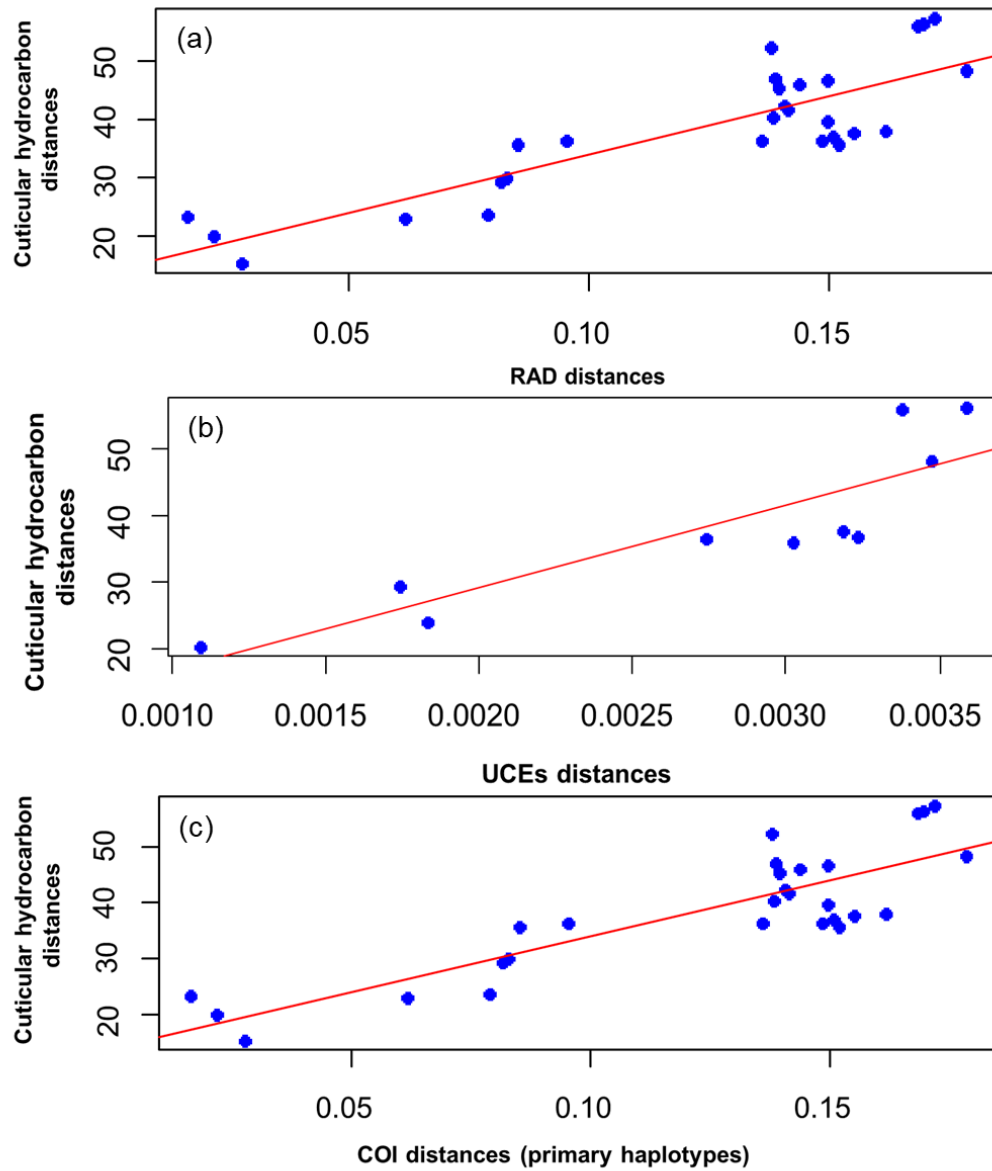 (a)
Cuticular hydrocarbon
distances
50
40
30
20
0.05 0.10 0.15
RAD distances
(b)
Cuticular hydrocarbon
distances
50
40
30
20
0.0010 0.0015 0.0020 0.0025 0.0030 0.0035
UCEs distances
(c)
Cuticular hydrocarbon
distances
50
40
30
20
0.05 0.10 0.15
COI distances (primary haplotypes)